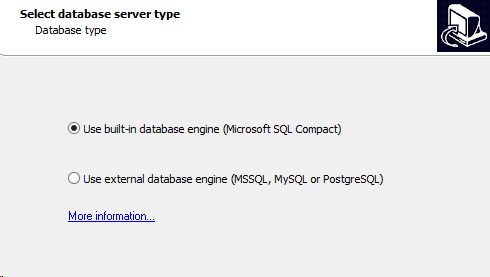 Select database server type
Database type
Use built-in database engine (Microsoft SQL Compact)
Use external database engine (MSSQL, MySQL or PostgreSQL)
More information...